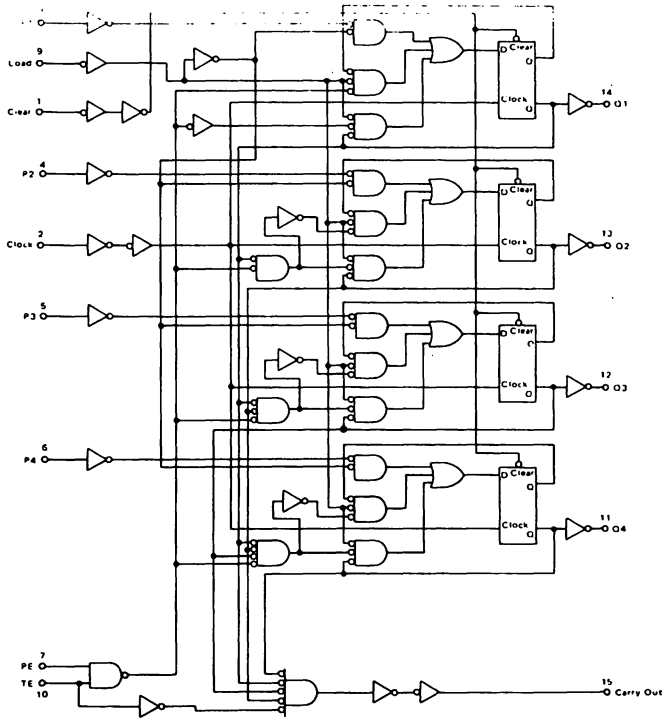 Clear
D
Q
9
Load
Clock
Q
14
Q1
1
Clear
4
P2
Clear
D
Q
2
Clock
Clock
Q
13
Q2
5
P3
Clear
D
Clock
Q
12
Q3
6
P4
Clear
D
Q
Clock
Q
11
Q4
7
PE
TE
10
15
Carry Out